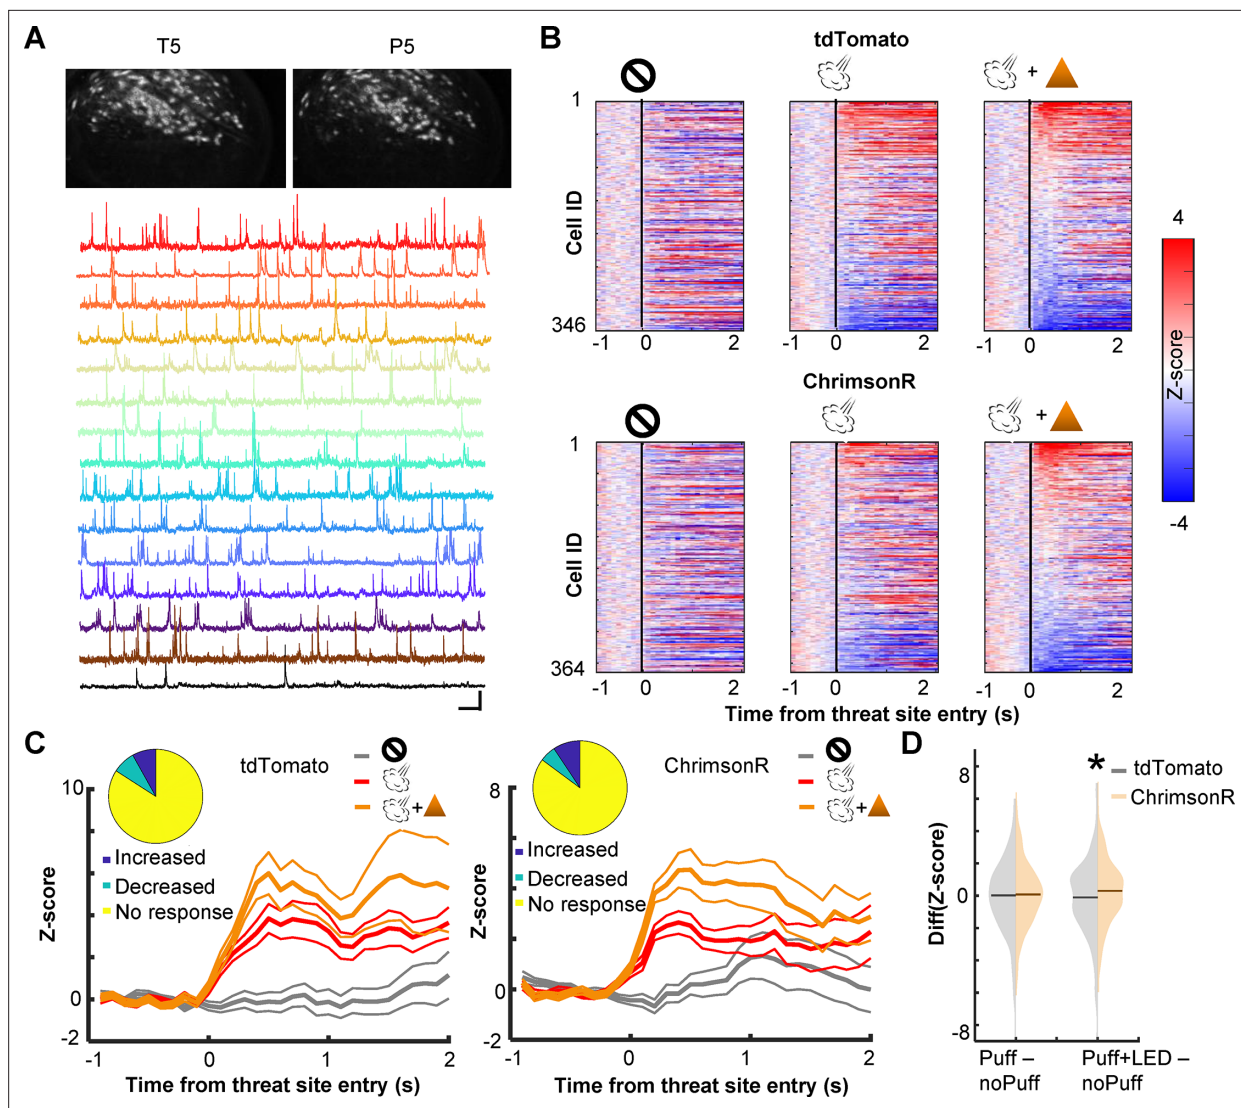 A
T5
P5
B
tdTomato
+
1
Cell ID
346
-1 0 2
-1 0 2
-1 0 2
ChrimsonR
+
1
Cell ID
364
-1 0 2
-1 0 2
-1 0 2
Time from threat site entry (s)
4
Z-score
-4
C
tdTomato
+
Increased
Decreased
No response
10
Z-score
0
-2
-1 0 1 2
Time from threat site entry (s)
ChrimsonR
+
Increased
Decreased
No response
8
Z-score
0
-2
-1 0 1 2
Time from threat site entry (s)
D
*
tdTomato
ChrimsonR
8
Diff(Z-score)
0
-8
Puff –
noPuff
Puff+LED –
noPuff